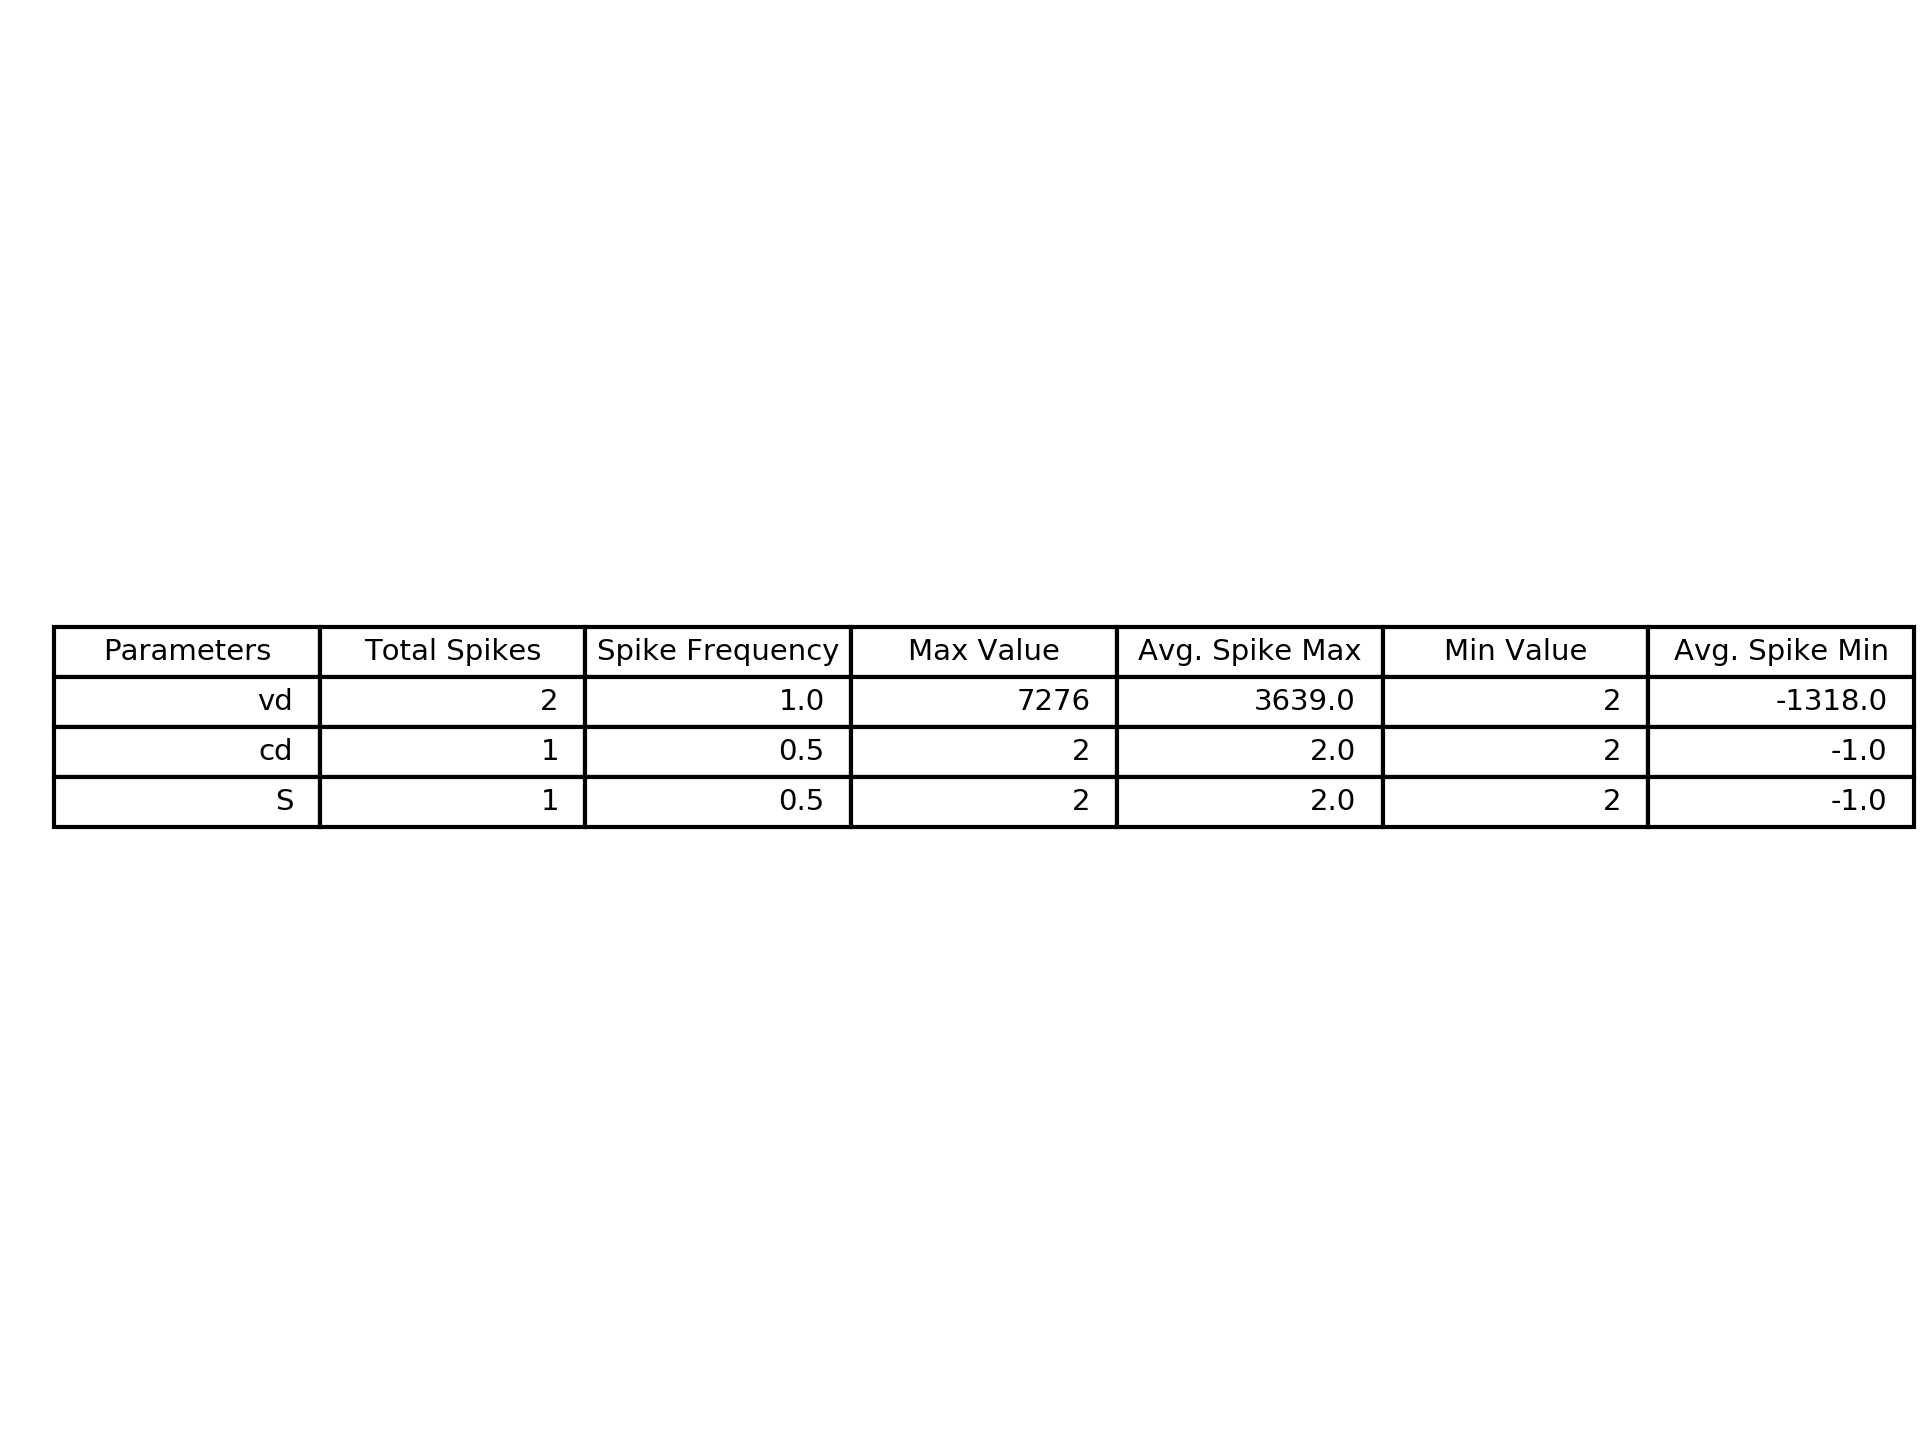 Parameters Total Spikes Spike Frequency Max Value Avg. Spike Max Min Value Avg. Spike Min
vd 2 1.0 7276 3639.0 2 -1318.0
cd 1 0.5 2 2.0 2 -1.0
S 1 0.5 2 2.0 2 -1.0